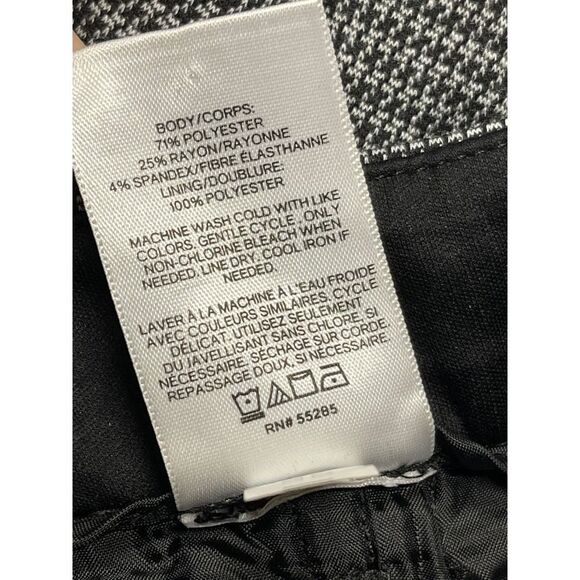 BODY/CORPS:
71% POLYESTER
25% RAYON/RAYONNE
4% SPANDEX/FIBRE ÉLASTHANNE
LINING/DOUBLURE:
100% POLYESTER
MACHINE WASH COLD WITH LIKE
COLORS, GENTLE CYCLE , ONLY
NON-CHLORINE BLEACH WHEN
NEEDED. LINE DRY. COOL IRON IF
NEEDED.
LAVER À LA MACHINE À L'EAU FROIDE
AVEC COULEURS SIMILAIRES, CYCLE
DÉLICAT. UTILISEZ SEULEMENT
DU JAVELLISANT SANS CHLORE, SI
NÉCESSAIRE. SÉCHAGE SUR CORDE.
REPASSAGE DOUX, SI NÉCESSAIRE.
RN# 55285